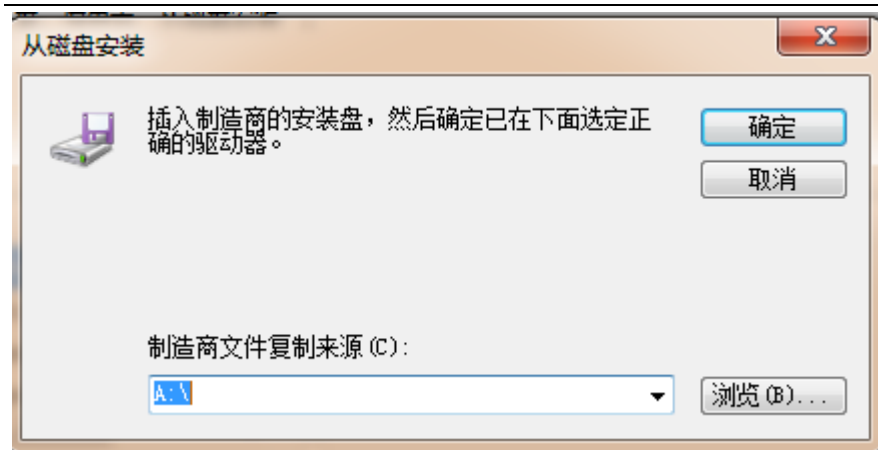 从磁盘安装
插入制造商的安装盘，然后确定已在下面选定正
确的驱动器。
确定
取消
制造商文件复制来源(C):
A:\
浏览(B)...